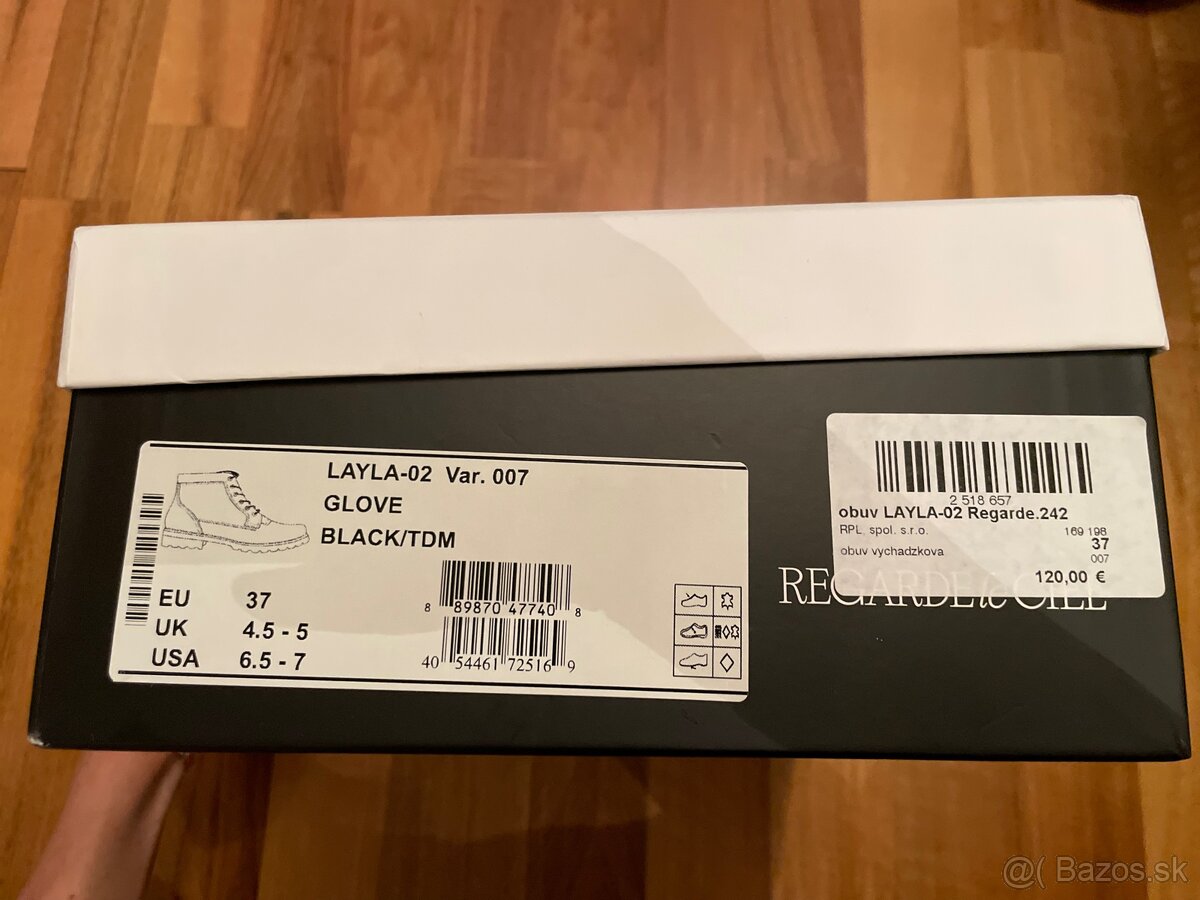 LAYLA-02 Var. 007
GLOVE
BLACK/TDM
EU 37
UK 4.5 - 5
USA 6.5 - 7
8 89870 47740 8
40 54461 72516 9
2 518 657
obuv LAYLA-02 Regarde.242
RPL spol. s.r.o. 169 198
37
obuv vychadzkova 007
120,00 €
REGARDE le CIEL
@( Bazos.sk